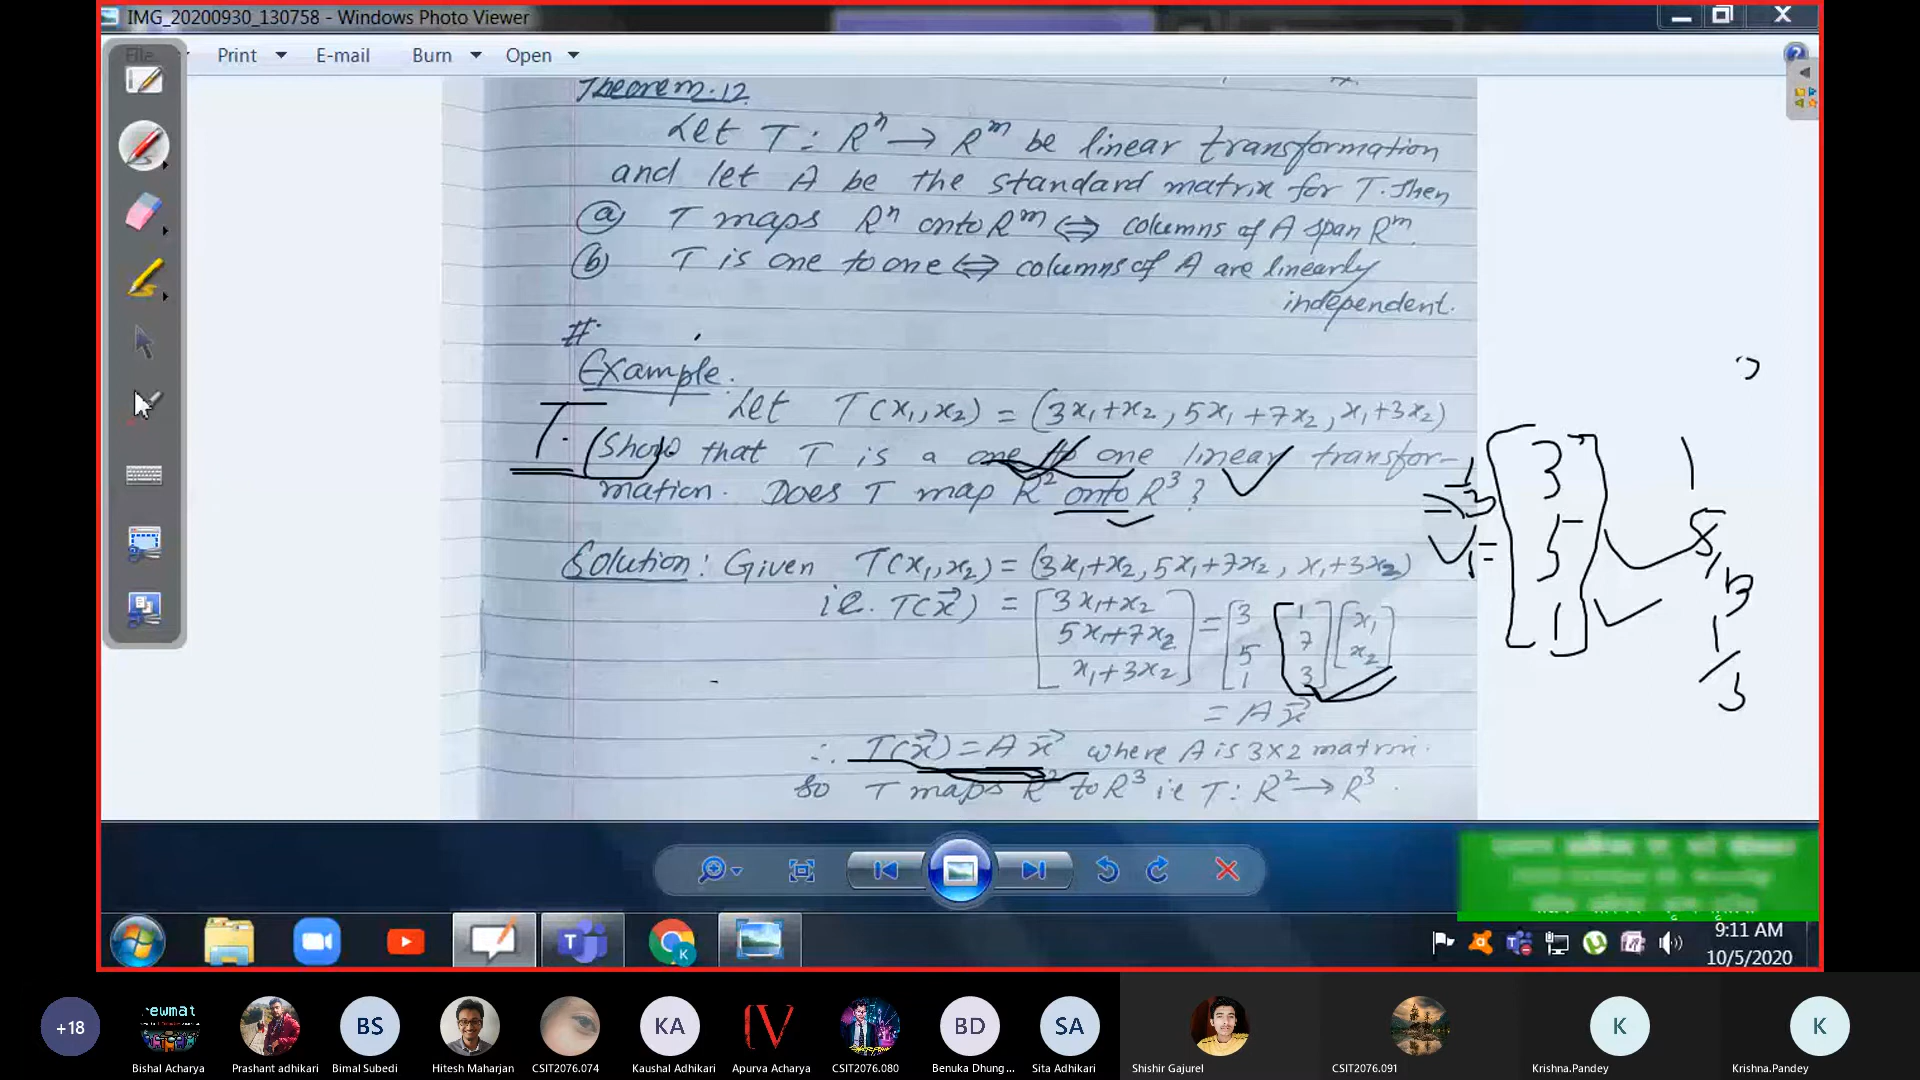 IMG_20200930_130758 - Windows Photo Viewer
File
Print
E-mail
Burn
Open
Theorem.12
Let T : Rⁿ → Rᵐ be linear transformation
and let A be the standard matrix for T. Then
(a) T maps Rⁿ onto Rᵐ ⇔ columns of A span Rᵐ.
(b) T is one to one ⇔ columns of A are linearly
independent.
#
Example.
Let T(x₁,x₂) = (3x₁+x₂, 5x₁+7x₂, x₁+3x₂)
T. Show that T is a one to one linear transfor-
mation. Does T map R² onto R³ ?
Solution: Given T(x₁,x₂) = (3x₁+x₂, 5x₁+7x₂, x₁+3x₂)
i.e. T(x⃗) = [3x₁+x₂ 5x₁+7x₂ x₁+3x₂] = [3 1 5 7 1 3] [x₁ x₂]
= A x⃗
∴ T(x⃗) = A x⃗ where A is 3×2 matrix.
So T maps R² to R³ i.e T : R² → R³.
3
5
1
1
3
9:11 AM
10/5/2020
+18
ewmat
BS
KA
BD
SA
K
K
Bishal Acharya
Prashant adhikari
Bimal Subedi
Hitesh Maharjan
CSIT2076.074
Kaushal Adhikari
Apurva Acharya
CSIT2076.080
Benuka Dhung...
Sita Adhikari
Shishir Gajurel
CSIT2076.091
Krishna.Pandey
Krishna.Pandey